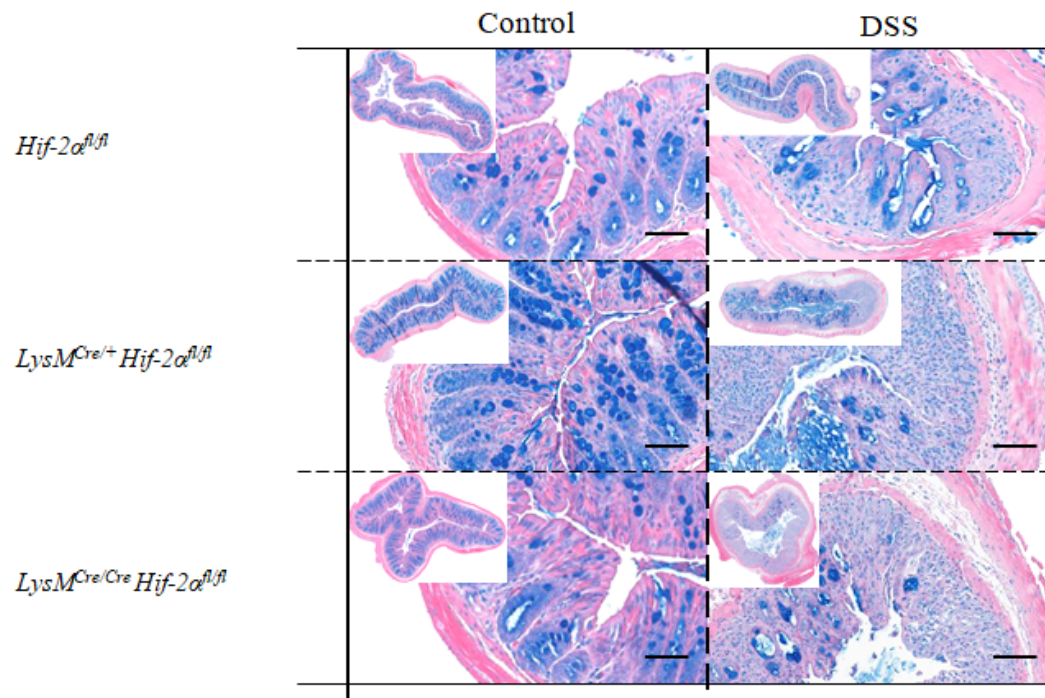 Control DSS
Hif-2α^fl/fl
LysM^Cre/+ Hif-2α^fl/fl
LysM^Cre/Cre Hif-2α^fl/fl